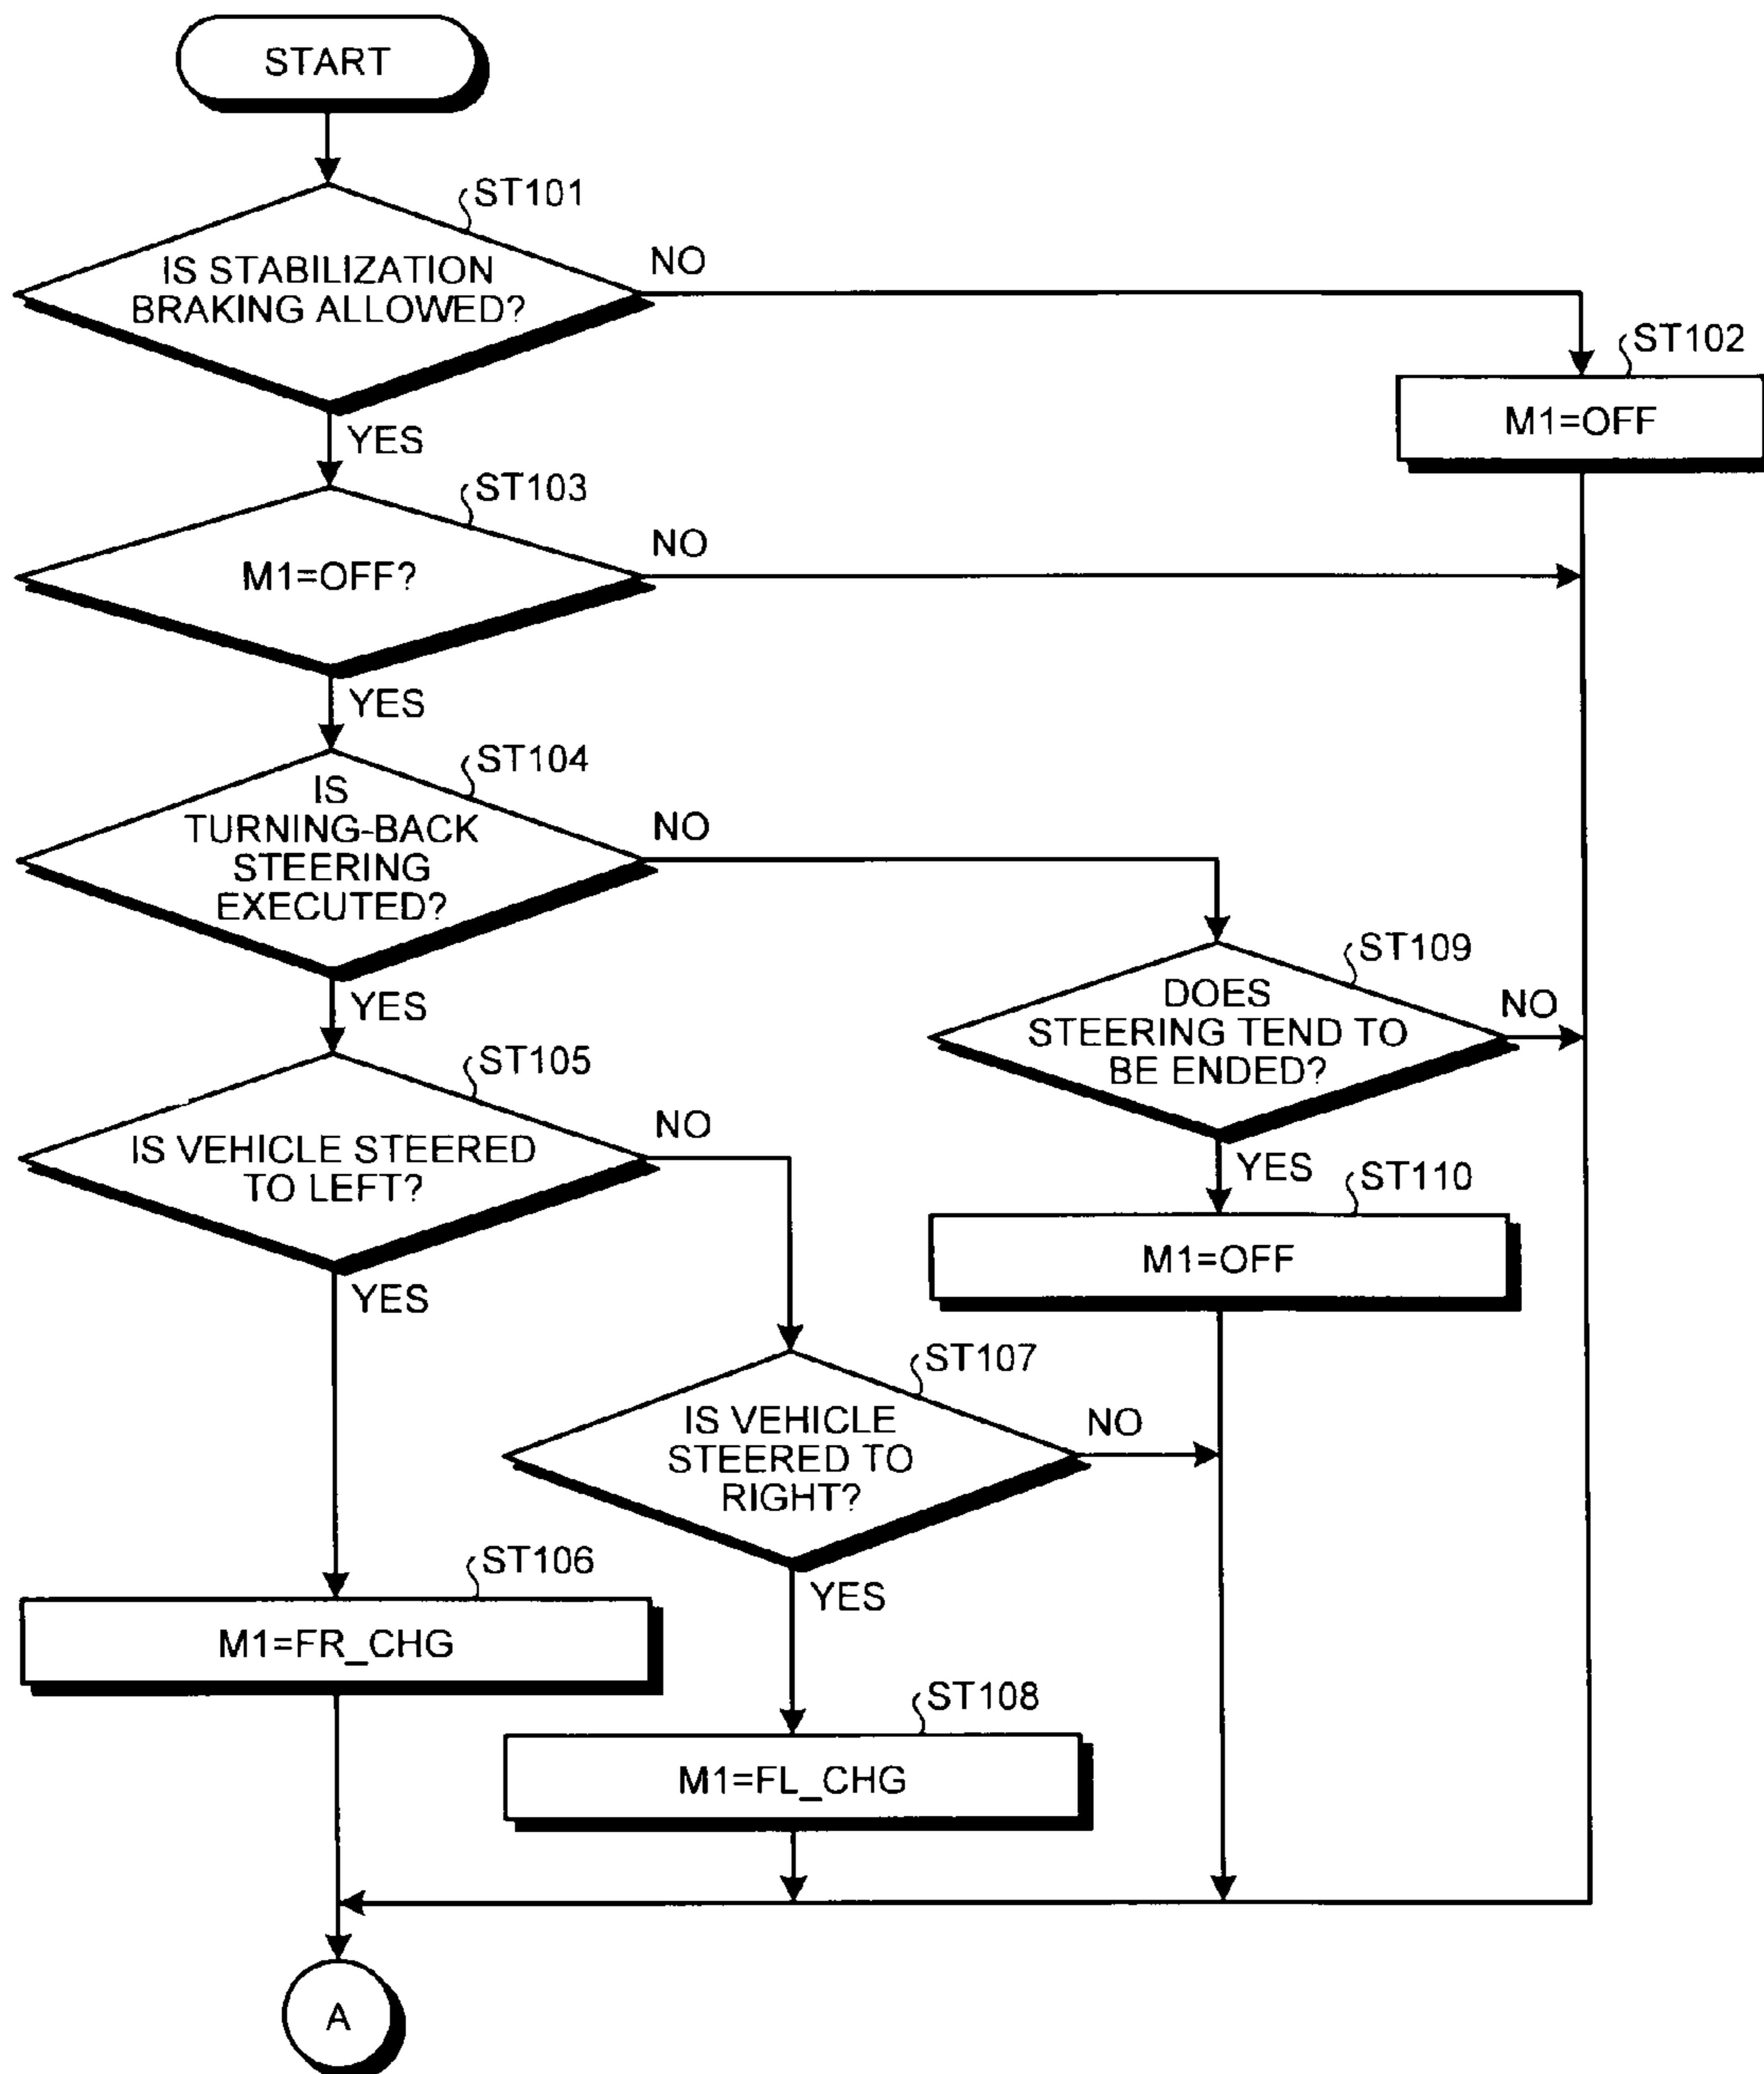 START
ST101
IS STABILIZATION
BRAKING ALLOWED?
NO
YES
ST102
M1=OFF
ST103
M1=OFF?
NO
YES
ST104
IS
TURNING-BACK
STEERING
EXECUTED?
NO
YES
ST109
DOES
STEERING TEND TO
BE ENDED?
NO
YES
ST105
IS VEHICLE STEERED
TO LEFT?
NO
YES
ST110
M1=OFF
ST107
IS VEHICLE
STEERED TO
RIGHT?
NO
YES
ST106
M1=FR_CHG
ST108
M1=FL_CHG
A